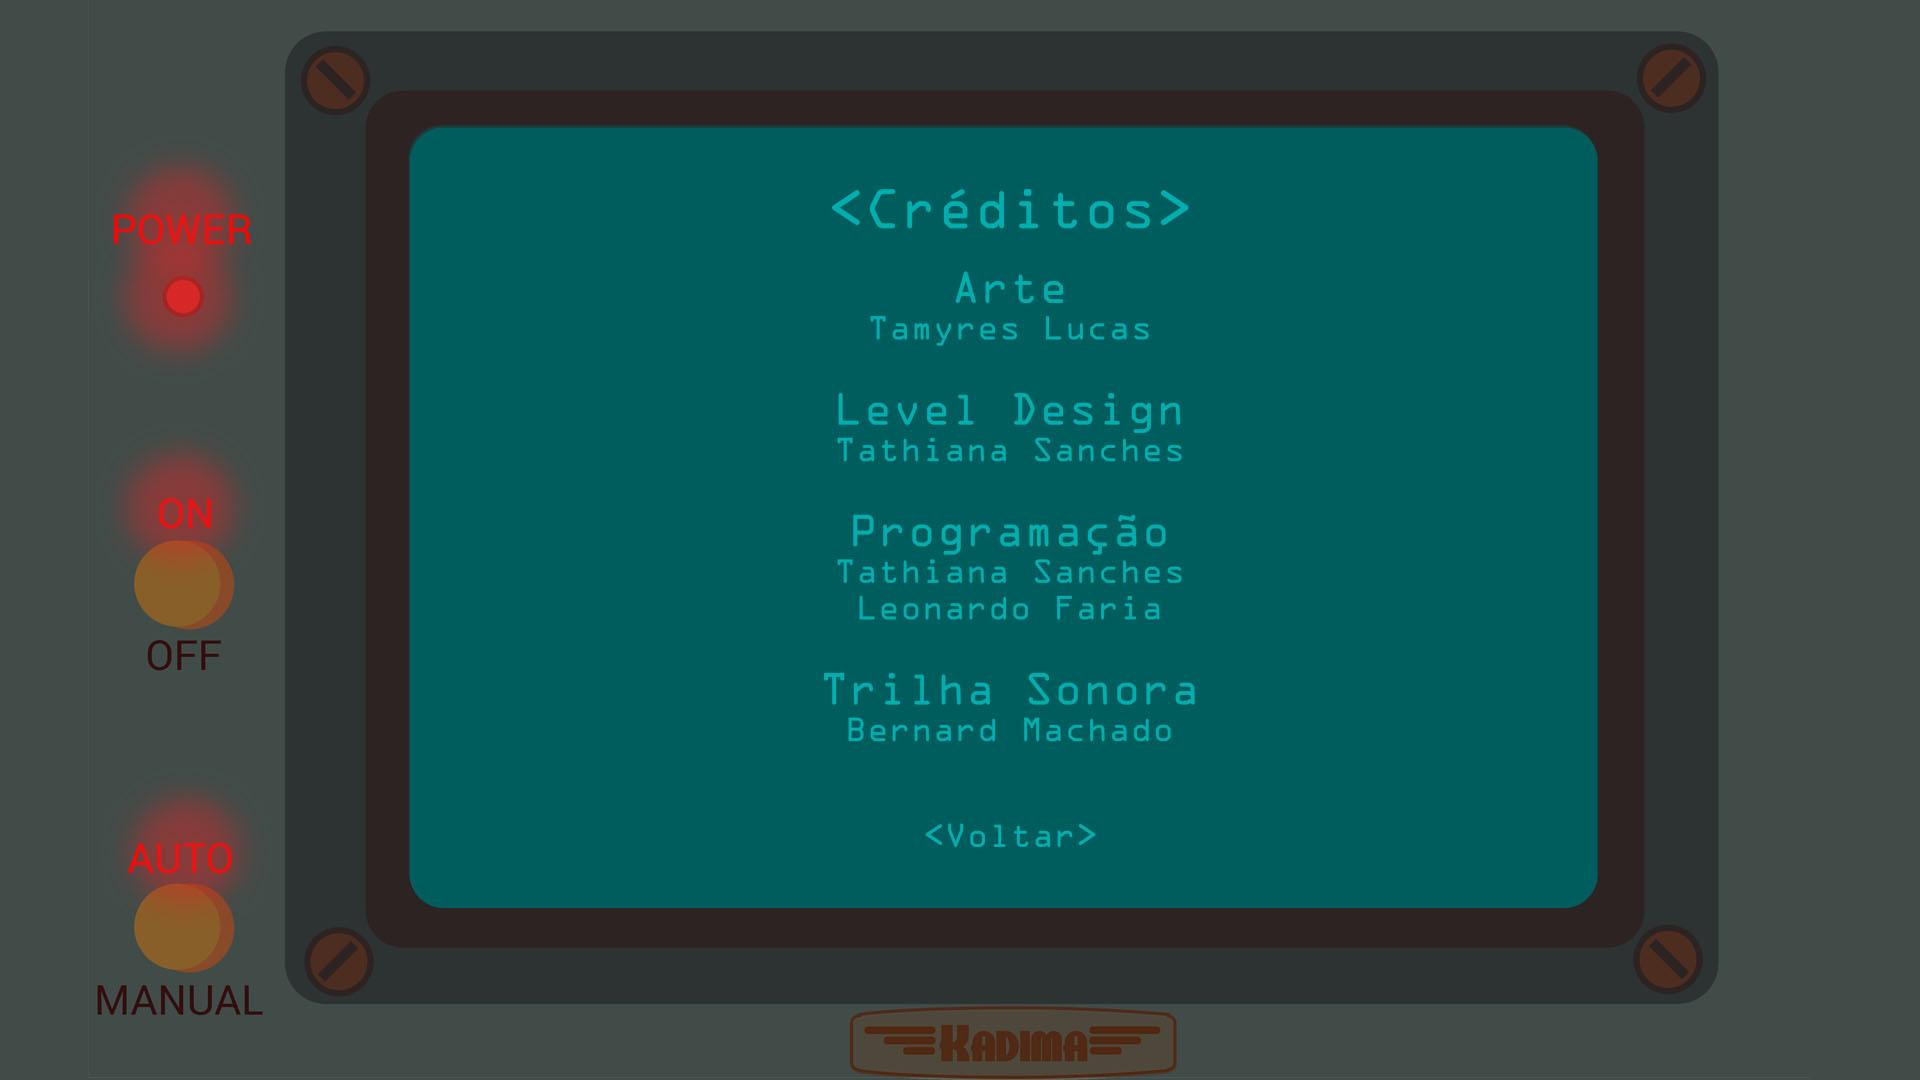 POWER
ON
OFF
AUTO
MANUAL
<Créditos>
Arte
Tamyres Lucas
Level Design
Tathiana Sanches
Programação
Tathiana Sanches
Leonardo Faria
Trilha Sonora
Bernard Machado
<Voltar>
KADIMA